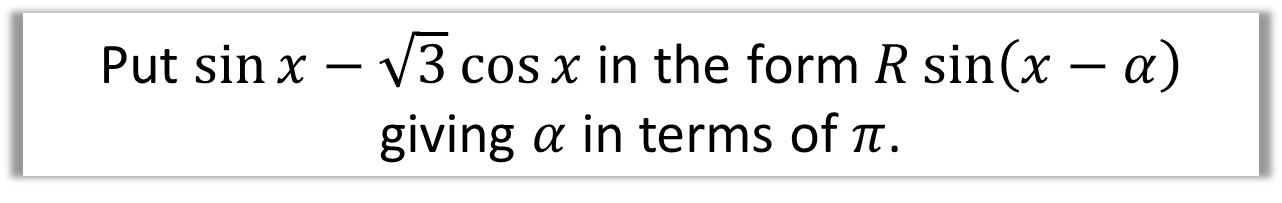 Put sin 𝑥 − √3 cos 𝑥 in the form 𝑅 sin(𝑥 − 𝛼)
giving 𝛼 in terms of 𝜋.